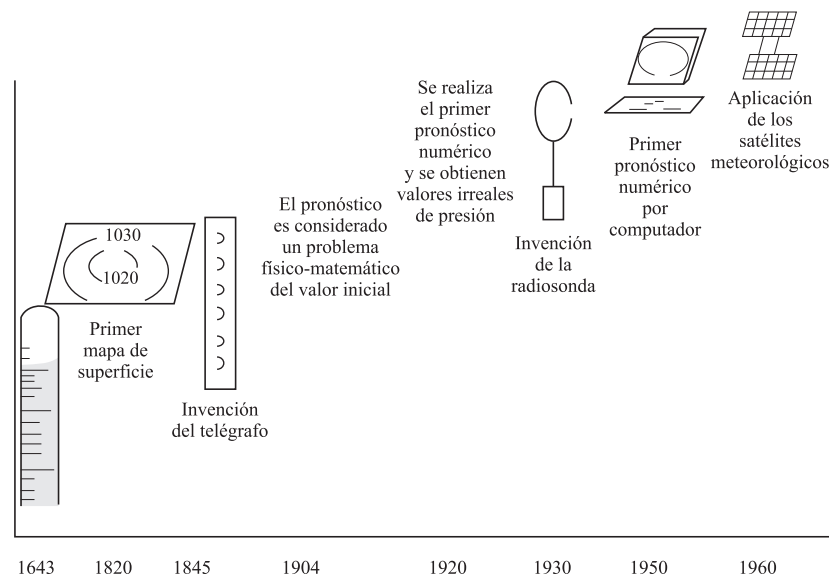 1030
1020
Primer
mapa de
superficie
Invención
del telégrafo
El pronóstico
es considerado
un problema
físico-matemático
del valor inicial
Se realiza
el primer
pronóstico
numérico
y se obtienen
valores irreales
de presión
Invención
de la
radiosonda
Primer
pronóstico
numérico
por
computador
Aplicación
de los
satélites
meteorológicos
1643 1820 1845 1904 1920 1930 1950 1960